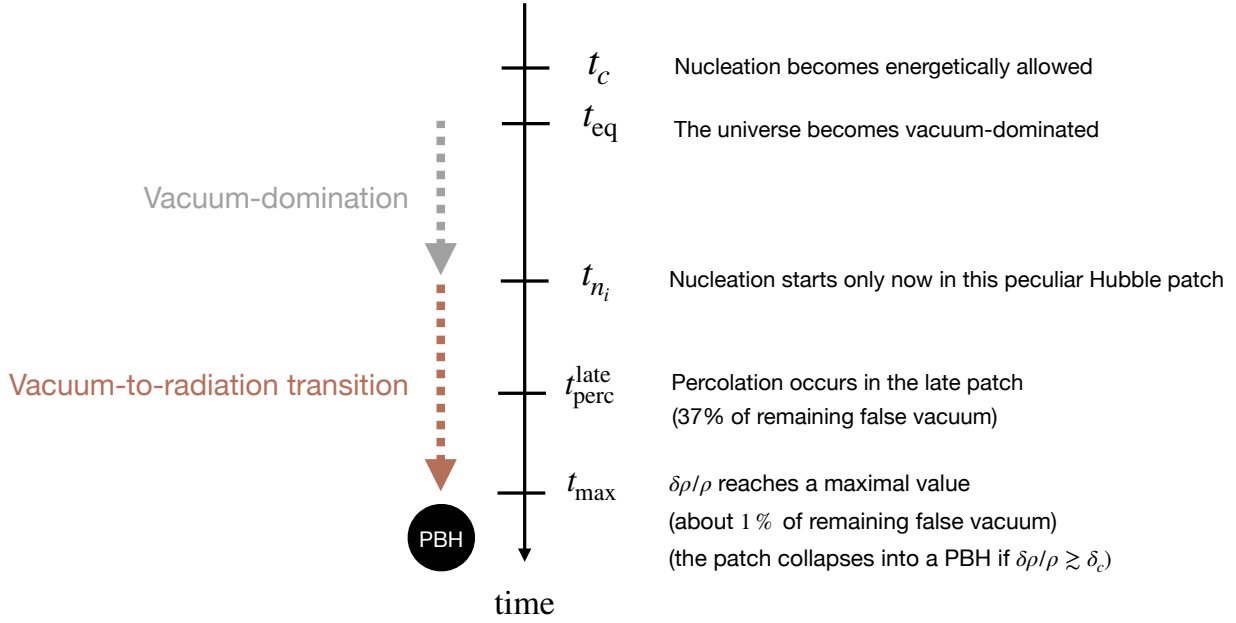 t_c Nucleation becomes energetically allowed
t_eq The universe becomes vacuum-dominated
Vacuum-domination
t_{n_i} Nucleation starts only now in this peculiar Hubble patch
Vacuum-to-radiation transition
t_perc^late Percolation occurs in the late patch
(37% of remaining false vacuum)
t_max δρ/ρ reaches a maximal value
(about 1 % of remaining false vacuum)
(the patch collapses into a PBH if δρ/ρ ≳ δ_c)
PBH
time